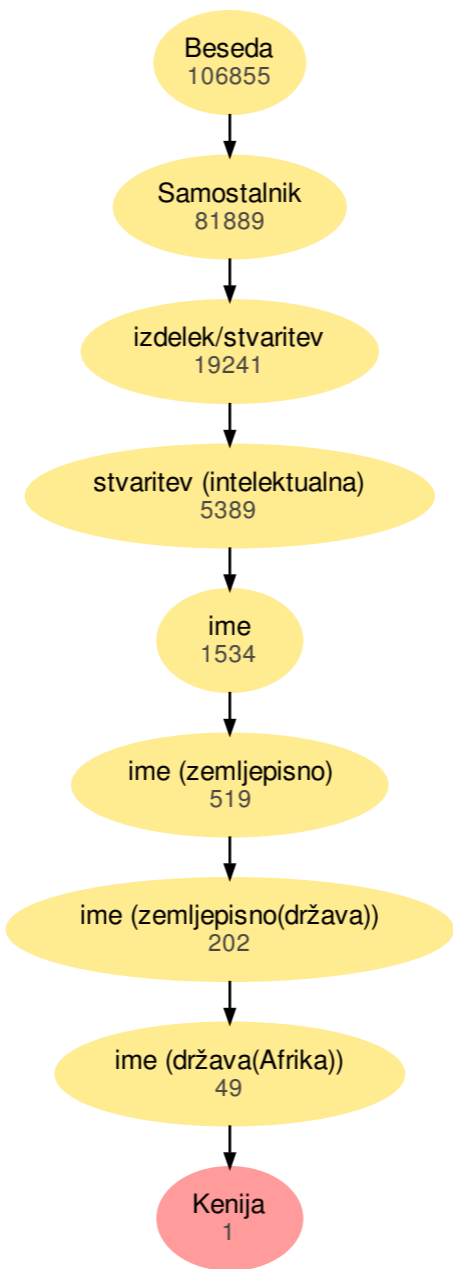 Beseda
106855
Samostalnik
81889
izdelek/stvaritev
19241
stvaritev (intelektualna)
5389
ime
1534
ime (zemljepisno)
519
ime (zemljepisno(država))
202
ime (država(Afrika))
49
Kenija
1